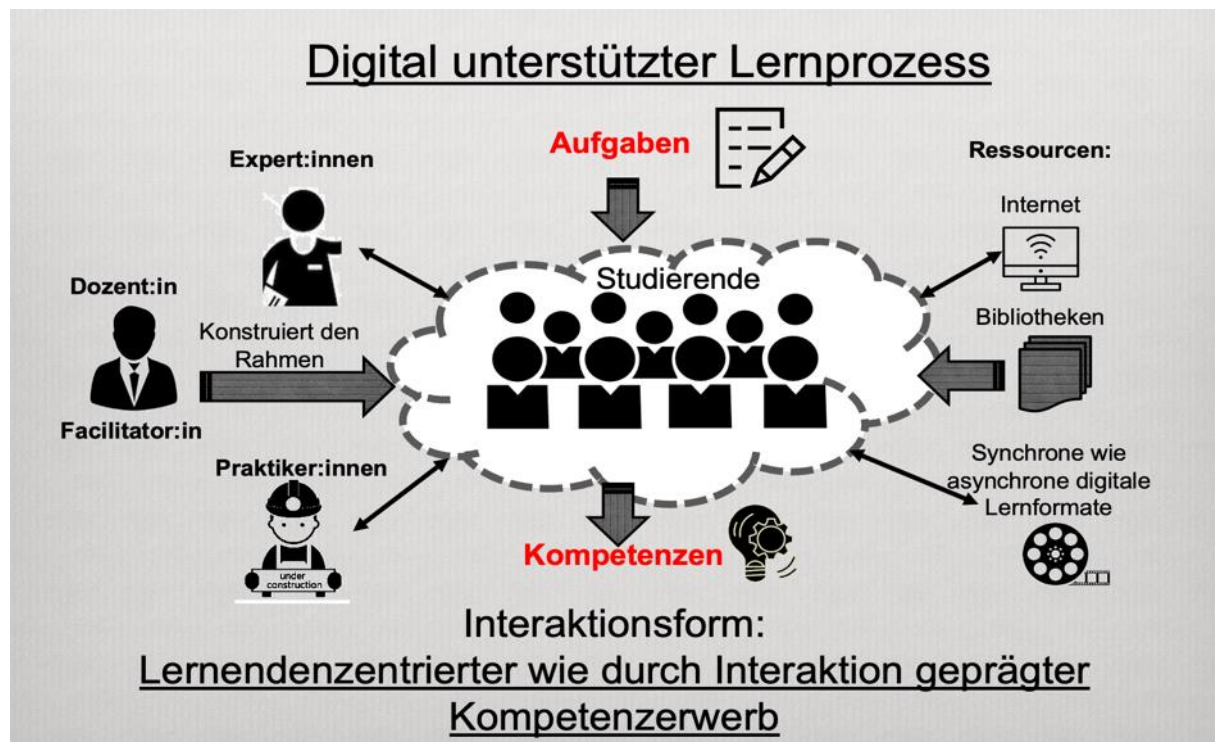 Digital unterstützter Lernprozess
Aufgaben
Expert:innen
Ressourcen:
Internet
Studierende
Dozent:in
Konstruiert den
Rahmen
Bibliotheken
Facilitator:in
Praktiker:innen
under
construction
Synchrone wie
asynchrone digitale
Lernformate
Kompetenzen
Interaktionsform:
Lernendenzentrierter wie durch Interaktion geprägter
Kompetenzerwerb